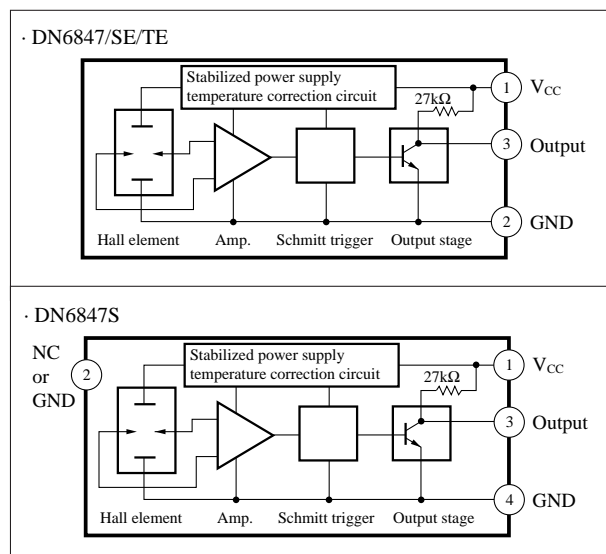 · DN6847/SE/TE
Stabilized power supply
temperature correction circuit
27kΩ
1 VCC
3 Output
2 GND
Hall element Amp. Schmitt trigger Output stage
· DN6847S
NC
or
GND
2
Stabilized power supply
temperature correction circuit
27kΩ
1 VCC
3 Output
4 GND
Hall element Amp. Schmitt trigger Output stage